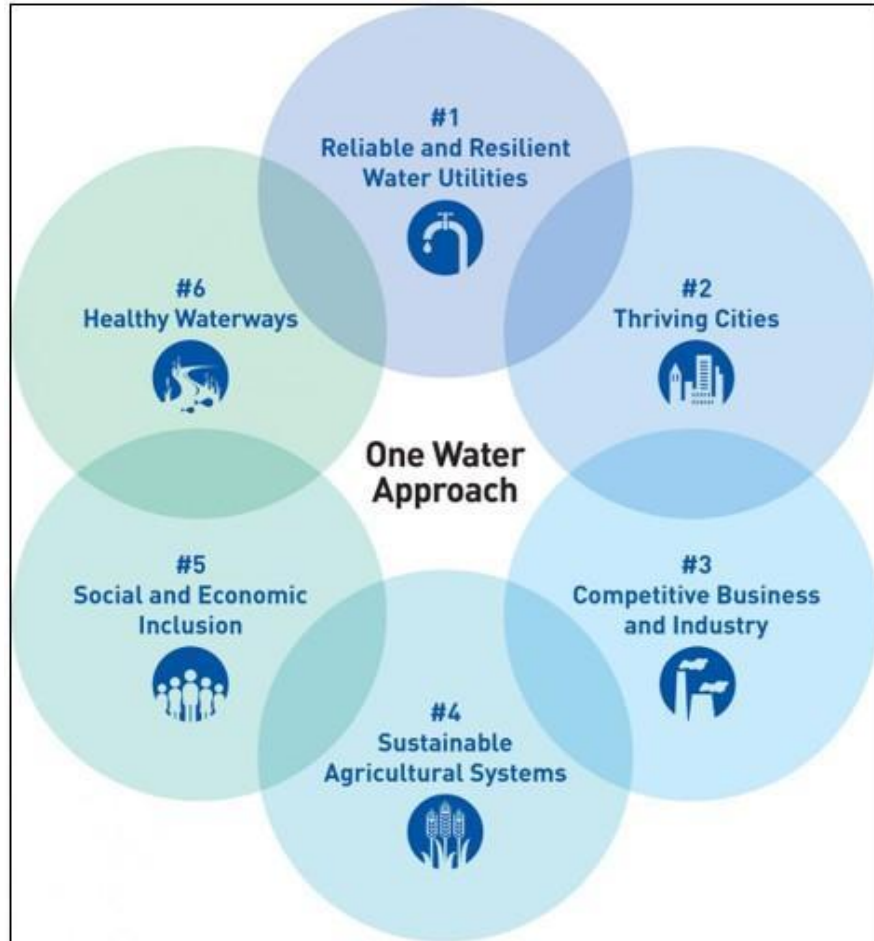 #1
Reliable and Resilient
Water Utilities
#2
Thriving Cities
#3
Competitive Business
and Industry
#4
Sustainable
Agricultural Systems
#5
Social and Economic
Inclusion
#6
Healthy Waterways
One Water
Approach